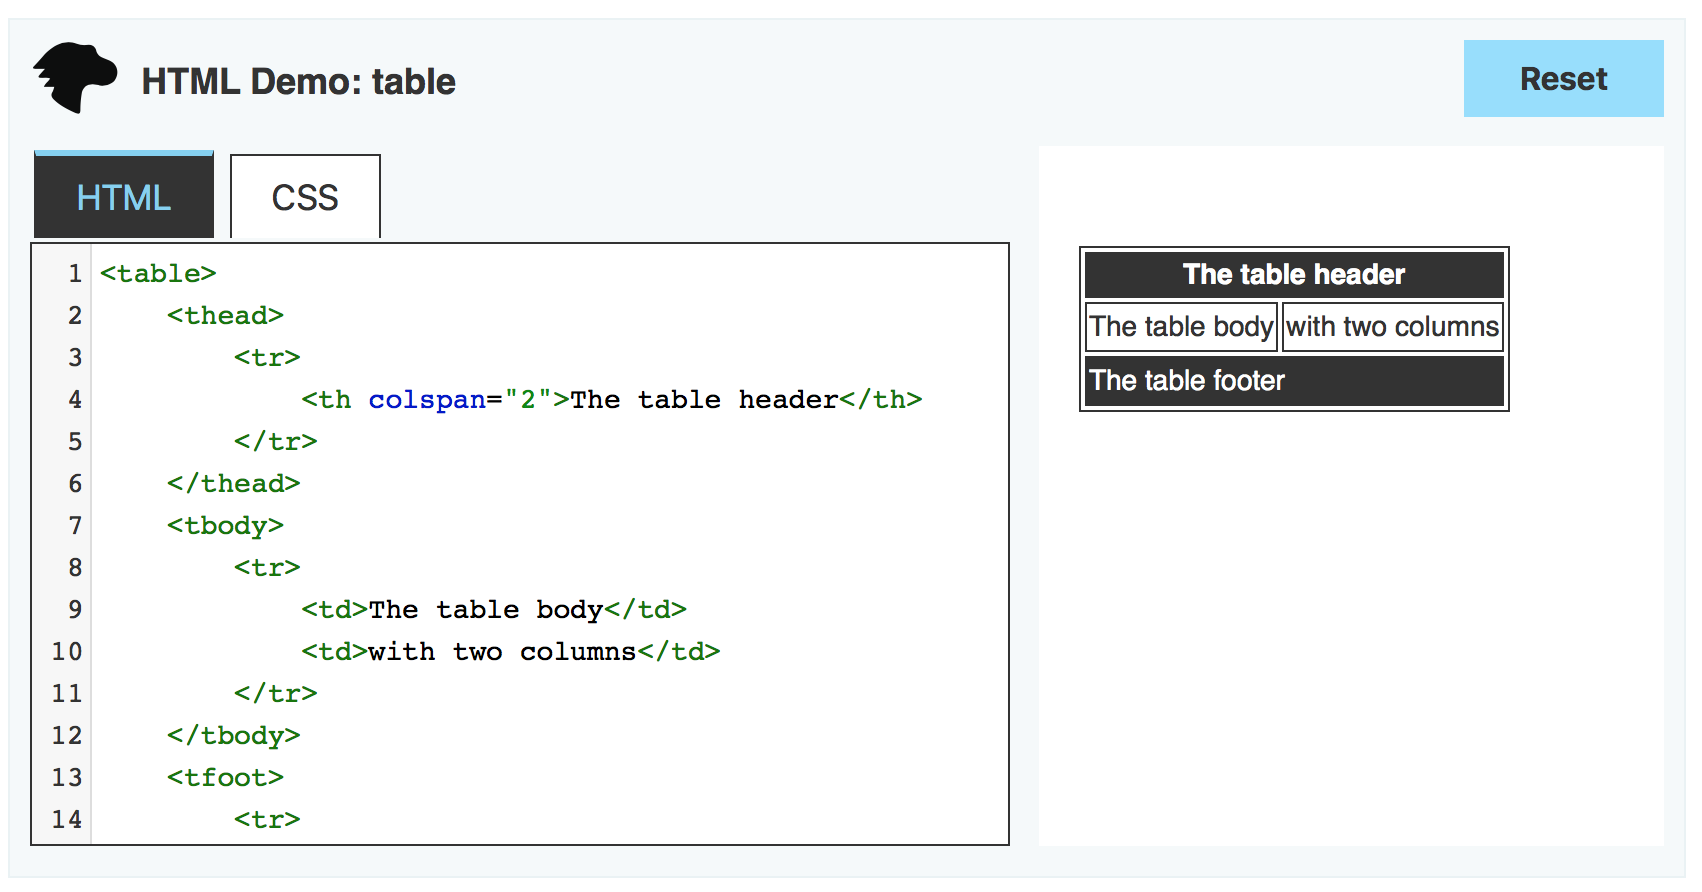 HTML Demo: table
Reset
HTML
CSS
1 <table>
2     <thead>
3         <tr>
4             <th colspan="2">The table header</th>
5         </tr>
6     </thead>
7     <tbody>
8         <tr>
9             <td>The table body</td>
10             <td>with two columns</td>
11         </tr>
12     </tbody>
13     <tfoot>
14         <tr>
The table header
The table body with two columns
The table footer